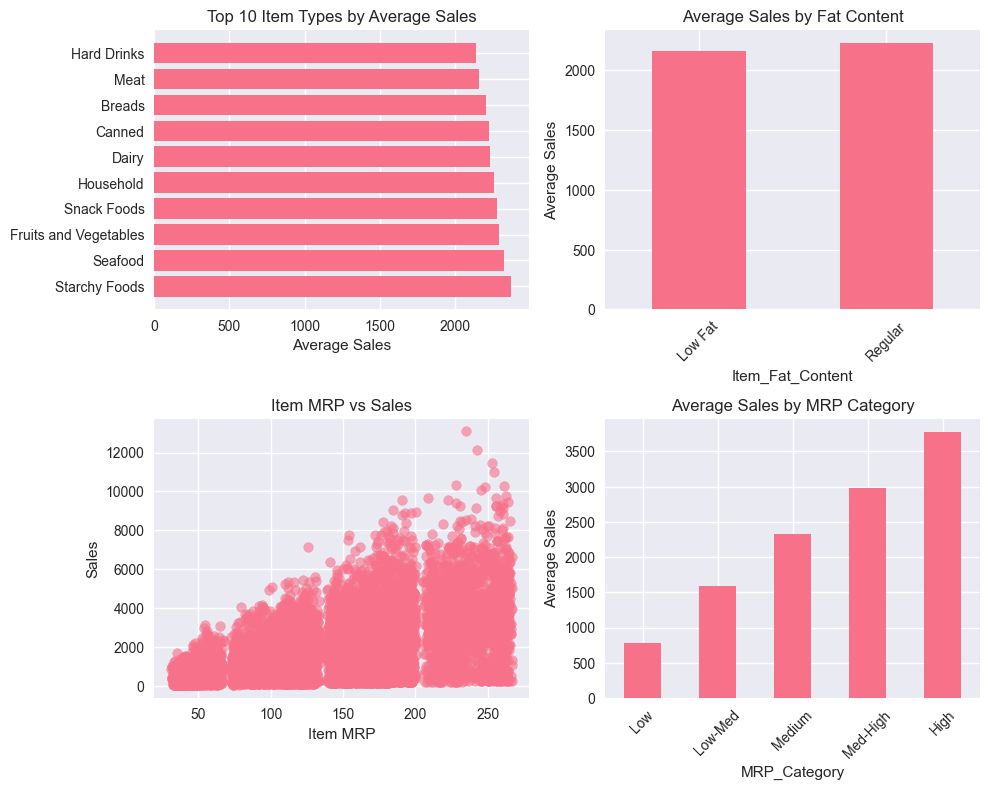 Top 10 Item Types by Average Sales
Hard Drinks
Meat
Breads
Canned
Dairy
Household
Snack Foods
Fruits and Vegetables
Seafood
Starchy Foods
0 500 1000 1500 2000
Average Sales
Average Sales by Fat Content
2000
1500
1000
500
0
Average Sales
Low Fat Regular
Item_Fat_Content
Item MRP vs Sales
12000
10000
8000
6000
4000
2000
0
Sales
50 100 150 200 250
Item MRP
Average Sales by MRP Category
3500
3000
2500
2000
1500
1000
500
0
Average Sales
Low Low-Med Medium Med-High High
MRP_Category